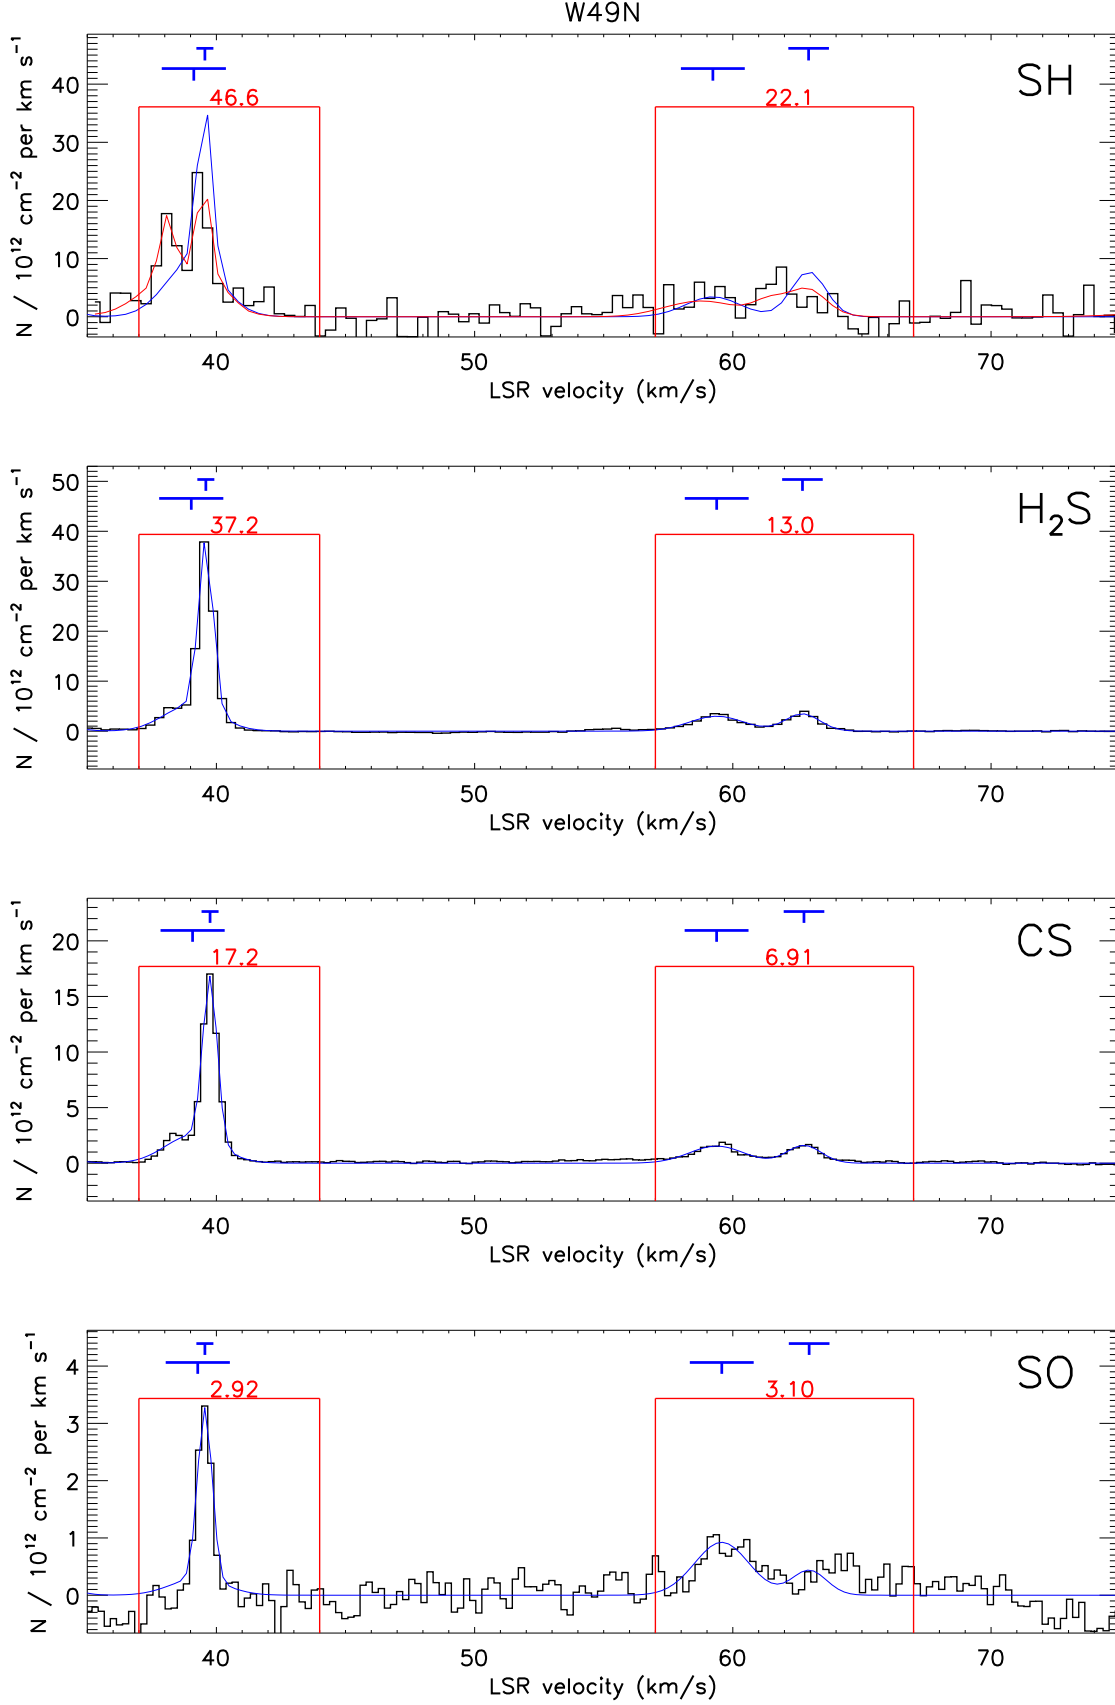 W49N
N / 10¹² cm⁻² per km s⁻¹
SH
46.6
22.1
40
30
20
10
0
40 50 60 70
LSR velocity (km/s)
N / 10¹² cm⁻² per km s⁻¹
H₂S
37.2
13.0
50
40
30
20
10
0
40 50 60 70
LSR velocity (km/s)
N / 10¹² cm⁻² per km s⁻¹
CS
17.2
6.91
20
15
10
5
0
40 50 60 70
LSR velocity (km/s)
N / 10¹² cm⁻² per km s⁻¹
SO
2.92
3.10
4
3
2
1
0
40 50 60 70
LSR velocity (km/s)